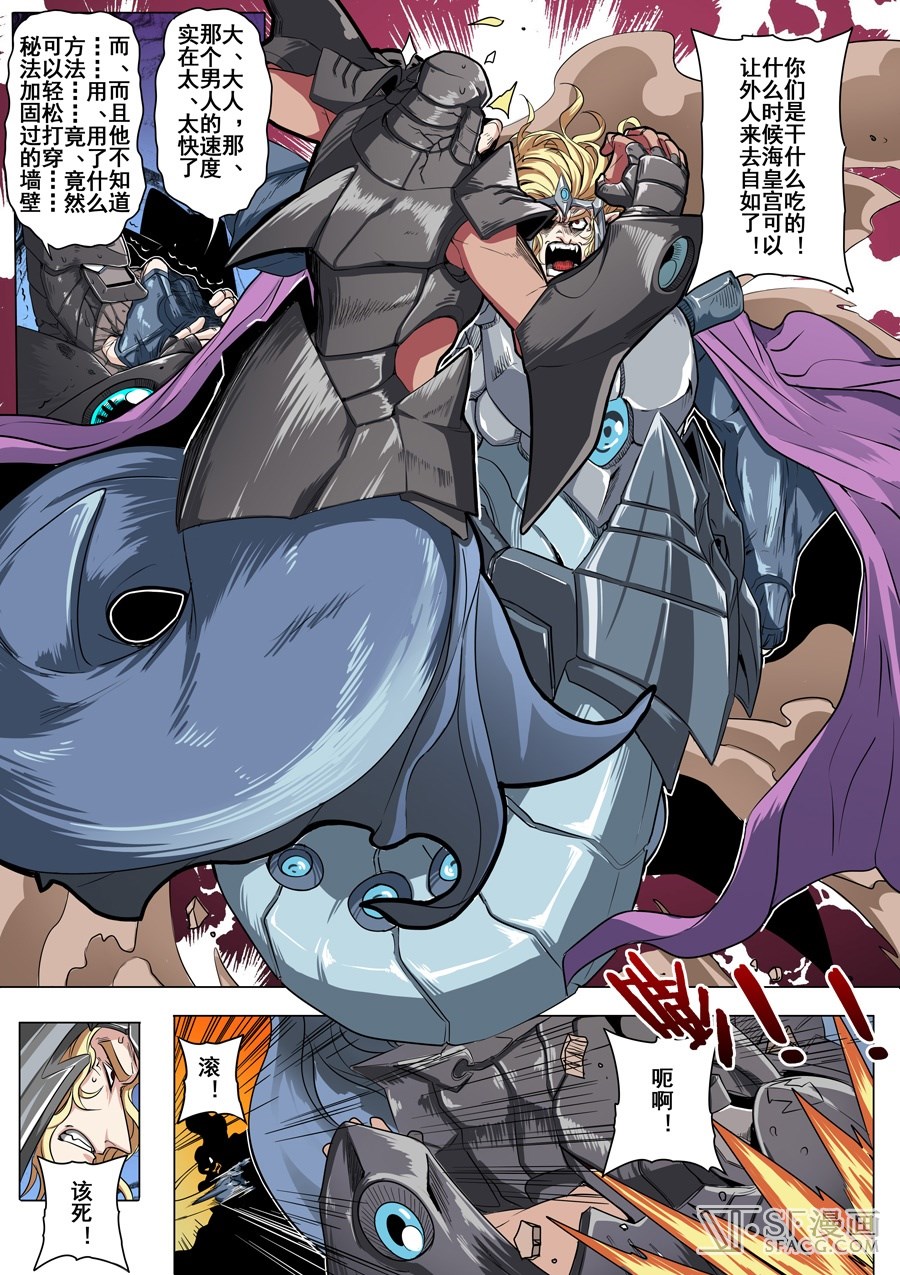 你们是干什么吃的！
什么时候海皇宫可以
让外人来去自如了！
大、大人，那、
那个男人的速度
实在太、太快了
而、而且他不知道
……用、用了什么
方法……竟、竟然
可以轻松打穿……
秘法加固过的墙壁
呃啊！
滚！
该死！
SF漫画
SFACG.COM